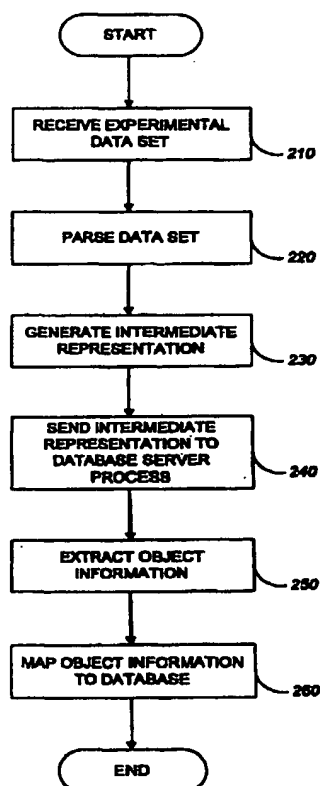 START
RECEIVE EXPERIMENTAL
DATA SET
210
PARSE DATA SET
220
GENERATE INTERMEDIATE
REPRESENTATION
230
SEND INTERMEDIATE
REPRESENTATION TO
DATABASE SERVER
PROCESS
240
EXTRACT OBJECT
INFORMATION
250
MAP OBJECT INFORMATION
TO DATABASE
260
END